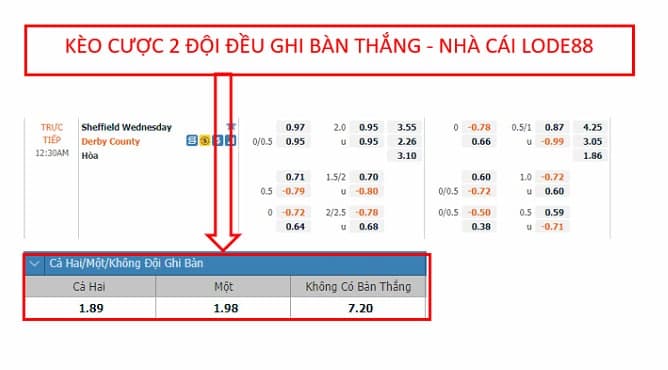 KÈO CƯỢC 2 ĐỘI ĐỀU GHI BÀN THẮNG - NHÀ CÁI LODE88
TRỰC TIẾP 12:30AM
Sheffield Wednesday 0.97 2.0 0.95 3.55 0 -0.78 0.5/1 0.87 4.25
Derby County 0/0.5 0.95 u 0.95 2.26 0.66 u -0.99 3.05
Hòa 3.10 1.86
0.71 1.5/2 0.70 0.60 1.0 -0.72
0.5 -0.79 u -0.80 0/0.5 -0.72 u 0.60
0 -0.72 2/2.5 -0.78 0/0.5 -0.50 0.5 0.59
0.64 u 0.68 0.38 u -0.71
Cả Hai/Một/Không Đội Ghi Bàn
Cả Hai Một Không Có Bàn Thắng
1.89 1.98 7.20